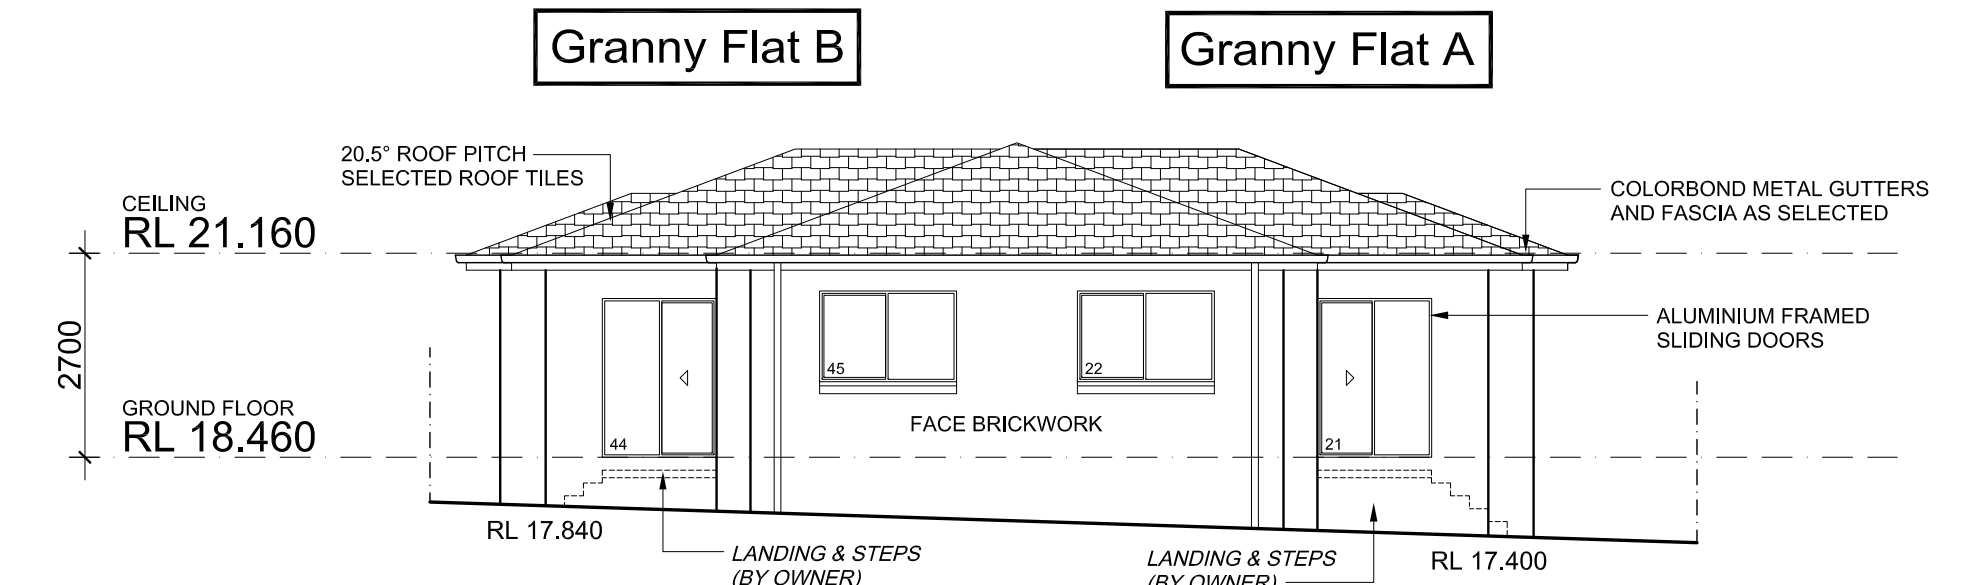 Granny Flat B
Granny Flat A
20.5° ROOF PITCH
SELECTED ROOF TILES
CEILING
RL 21.160
COLORBOND METAL GUTTERS
AND FASCIA AS SELECTED
2700
ALUMINIUM FRAMED
SLIDING DOORS
45
22
GROUND FLOOR
RL 18.460
FACE BRICKWORK
44
21
RL 17.840
LANDING & STEPS
(BY OWNER)
LANDING & STEPS
(BY OWNER)
RL 17.400